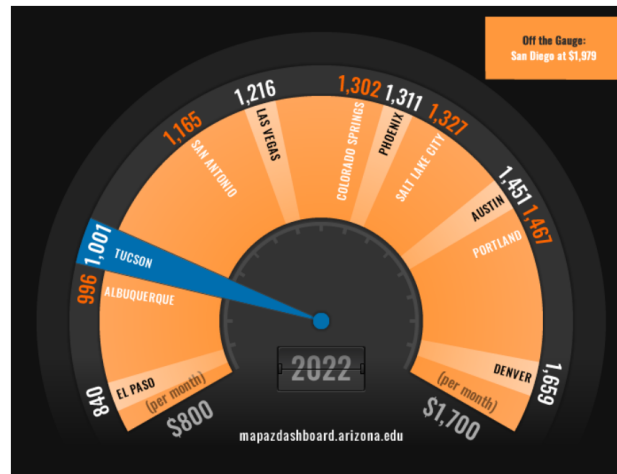 Off the Gauge:
San Diego at $1,979
840
EL PASO
996
ALBUQUERQUE
1,001
TUCSON
1,165
SAN ANTONIO
1,216
LAS VEGAS
1,302
COLORADO SPRINGS
1,311
PHOENIX
1,327
SALT LAKE CITY
1,451
AUSTIN
1,467
PORTLAND
1,659
DENVER
(per month)
$800
2022
(per month)
$1,700
mapazdashboard.arizona.edu